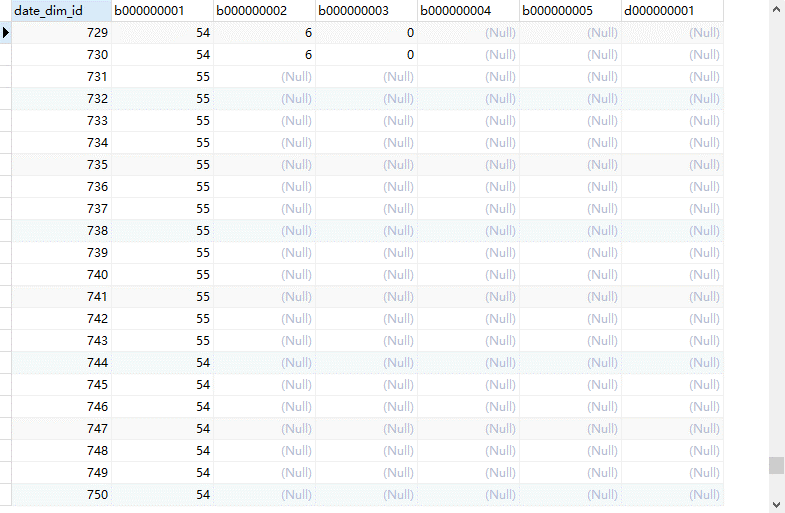 date_dim_id b000000001 b000000002 b000000003 b000000004 b000000005 d000000001
729 54 6 0 (Null) (Null) (Null)
730 54 6 0 (Null) (Null) (Null)
731 55 (Null) (Null) (Null) (Null) (Null)
732 55 (Null) (Null) (Null) (Null) (Null)
733 55 (Null) (Null) (Null) (Null) (Null)
734 55 (Null) (Null) (Null) (Null) (Null)
735 55 (Null) (Null) (Null) (Null) (Null)
736 55 (Null) (Null) (Null) (Null) (Null)
737 55 (Null) (Null) (Null) (Null) (Null)
738 55 (Null) (Null) (Null) (Null) (Null)
739 55 (Null) (Null) (Null) (Null) (Null)
740 55 (Null) (Null) (Null) (Null) (Null)
741 55 (Null) (Null) (Null) (Null) (Null)
742 55 (Null) (Null) (Null) (Null) (Null)
743 55 (Null) (Null) (Null) (Null) (Null)
744 54 (Null) (Null) (Null) (Null) (Null)
745 54 (Null) (Null) (Null) (Null) (Null)
746 54 (Null) (Null) (Null) (Null) (Null)
747 54 (Null) (Null) (Null) (Null) (Null)
748 54 (Null) (Null) (Null) (Null) (Null)
749 54 (Null) (Null) (Null) (Null) (Null)
750 54 (Null) (Null) (Null) (Null) (Null)